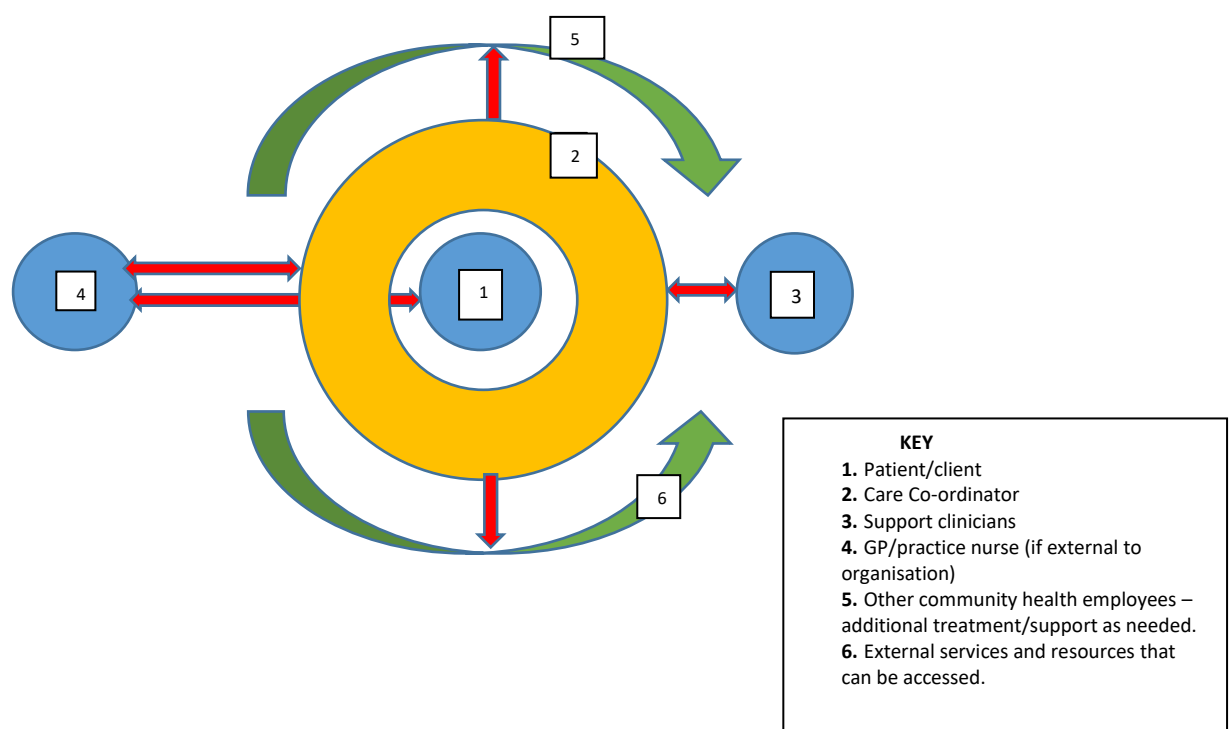 5
2
4
1
3
6
KEY
1. Patient/client
2. Care Co-ordinator
3. Support clinicians
4. GP/practice nurse (if external to
organisation)
5. Other community health employees –
additional treatment/support as needed.
6. External services and resources that
can be accessed.